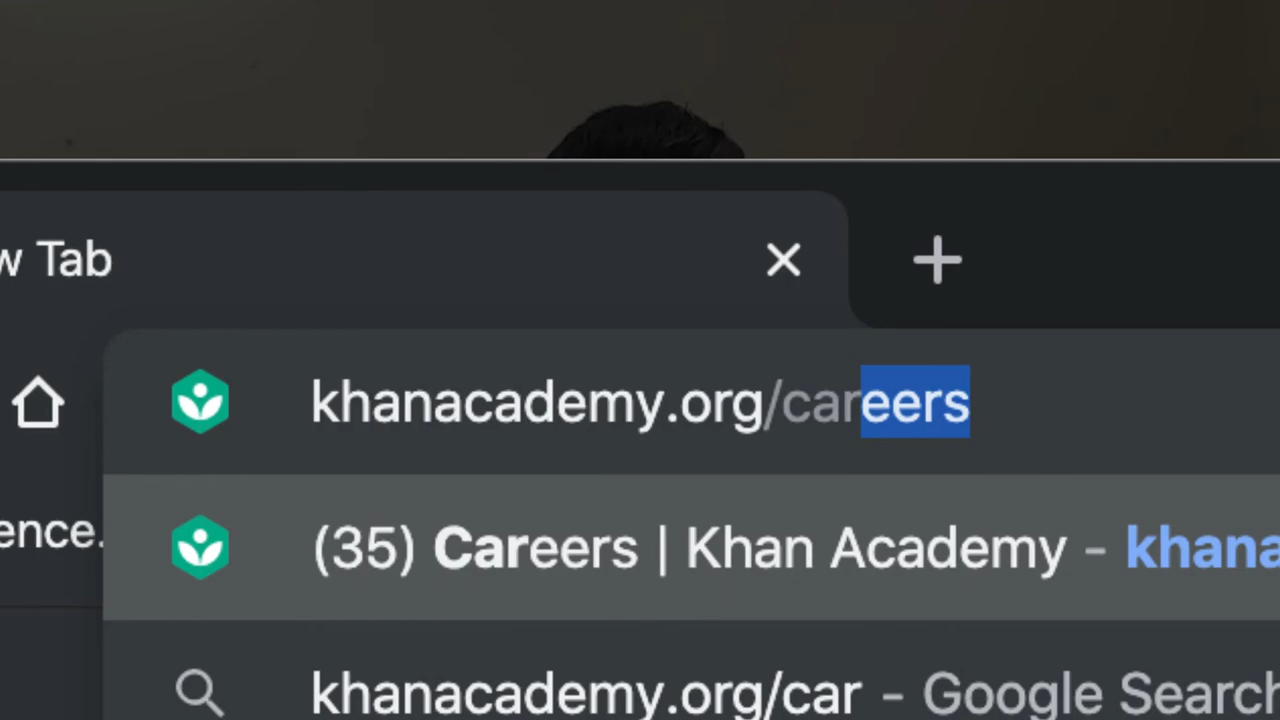 w Tab
khanacademy.org/careers
ence.
(35) Careers | Khan Academy - khana
khanacademy.org/car - Google Search